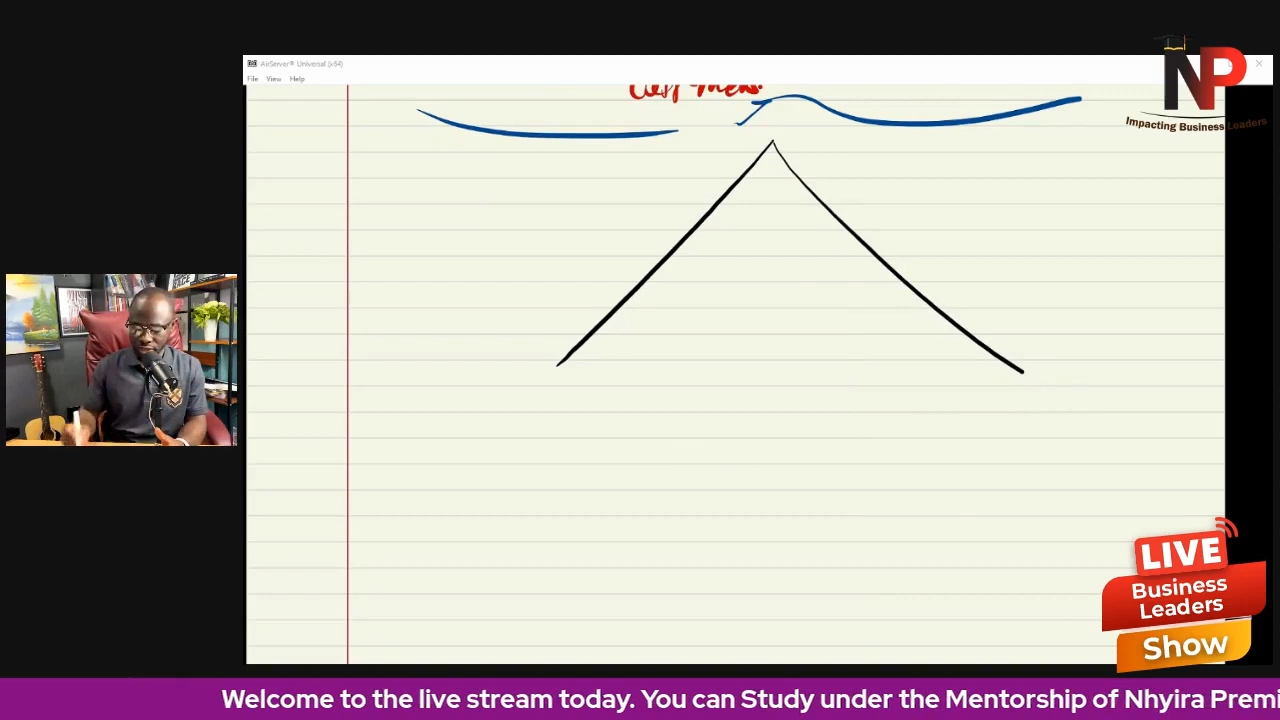 AirServer® Universal (x64)
File View Help
NP
Impacting Business Leaders
LIVE
Business
Leaders
Show
Welcome to the live stream today. You can Study under the Mentorship of Nhyira Premi